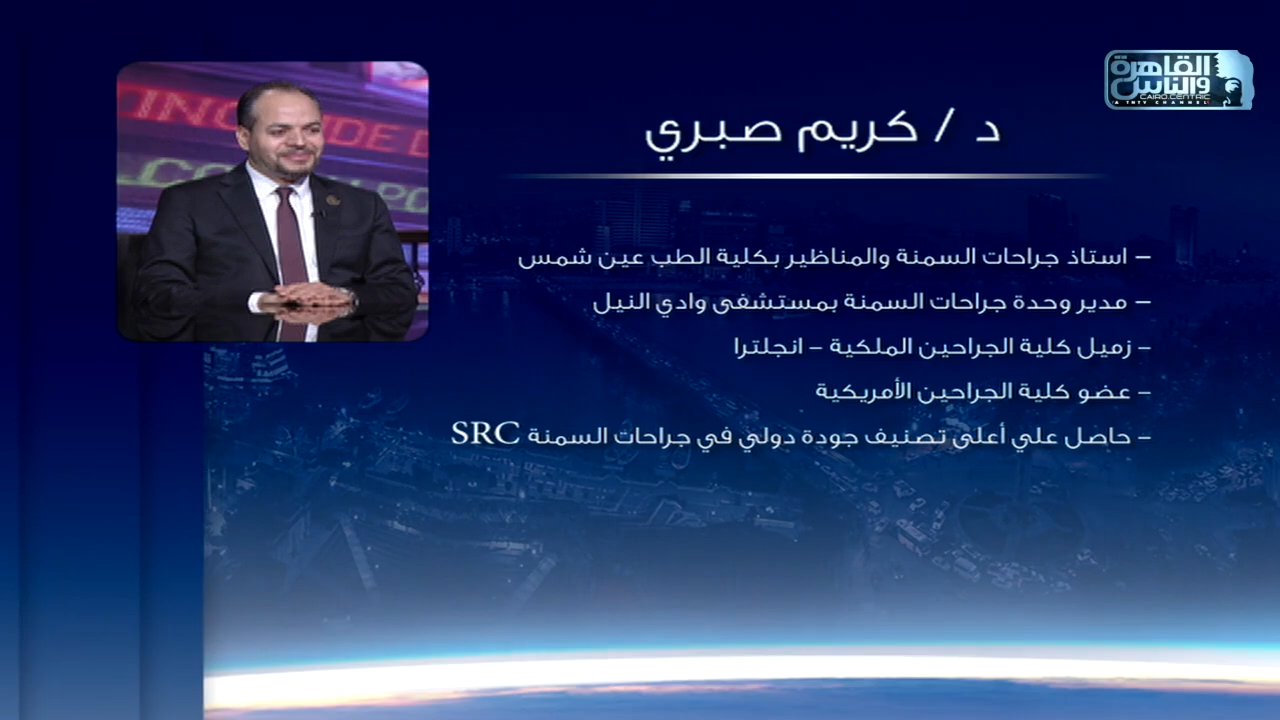 القاهرة
والناس
CAIRO.CENTRIC
A TNTV CHANNEL
د / كريم صبري
- استاذ جراحات السمنة والمناظير بكلية الطب عين شمس
- مدير وحدة جراحات السمنة بمستشفى وادي النيل
- زميل كلية الجراحين الملكية - انجلترا
- عضو كلية الجراحين الأمريكية
- حاصل علي أعلى تصنيف جودة دولي في جراحات السمنة SRC